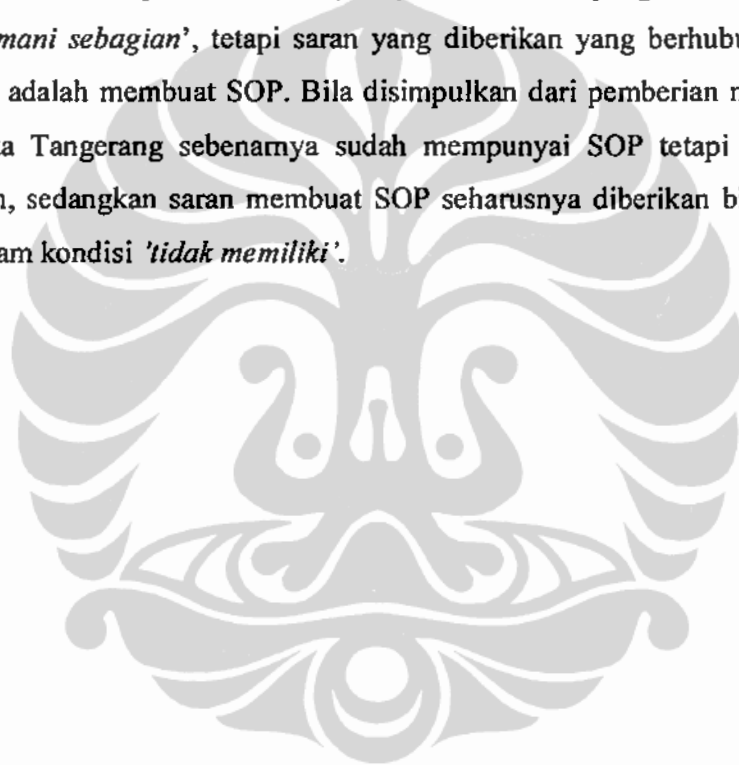 mani sebagian', tetapi saran yang diberikan yang berhubu
adalah membuat SOP. Bila disimpulkan dari pemberian
a Tangerang sebenarnya sudah mempunyai SOP tetapi
, sedangkan saran membuat SOP seharusnya diberikan
am kondisi 'tidak memiliki'.